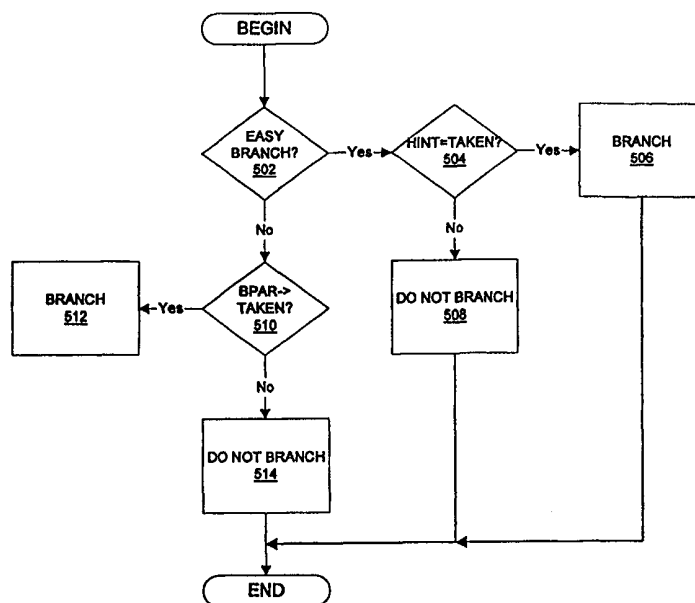 BEGIN
EASY
BRANCH?
502
Yes
HINT=TAKEN?
504
Yes
BRANCH
506
No
No
BRANCH
512
Yes
BPAR->
TAKEN?
510
DO NOT BRANCH
508
No
DO NOT BRANCH
514
END